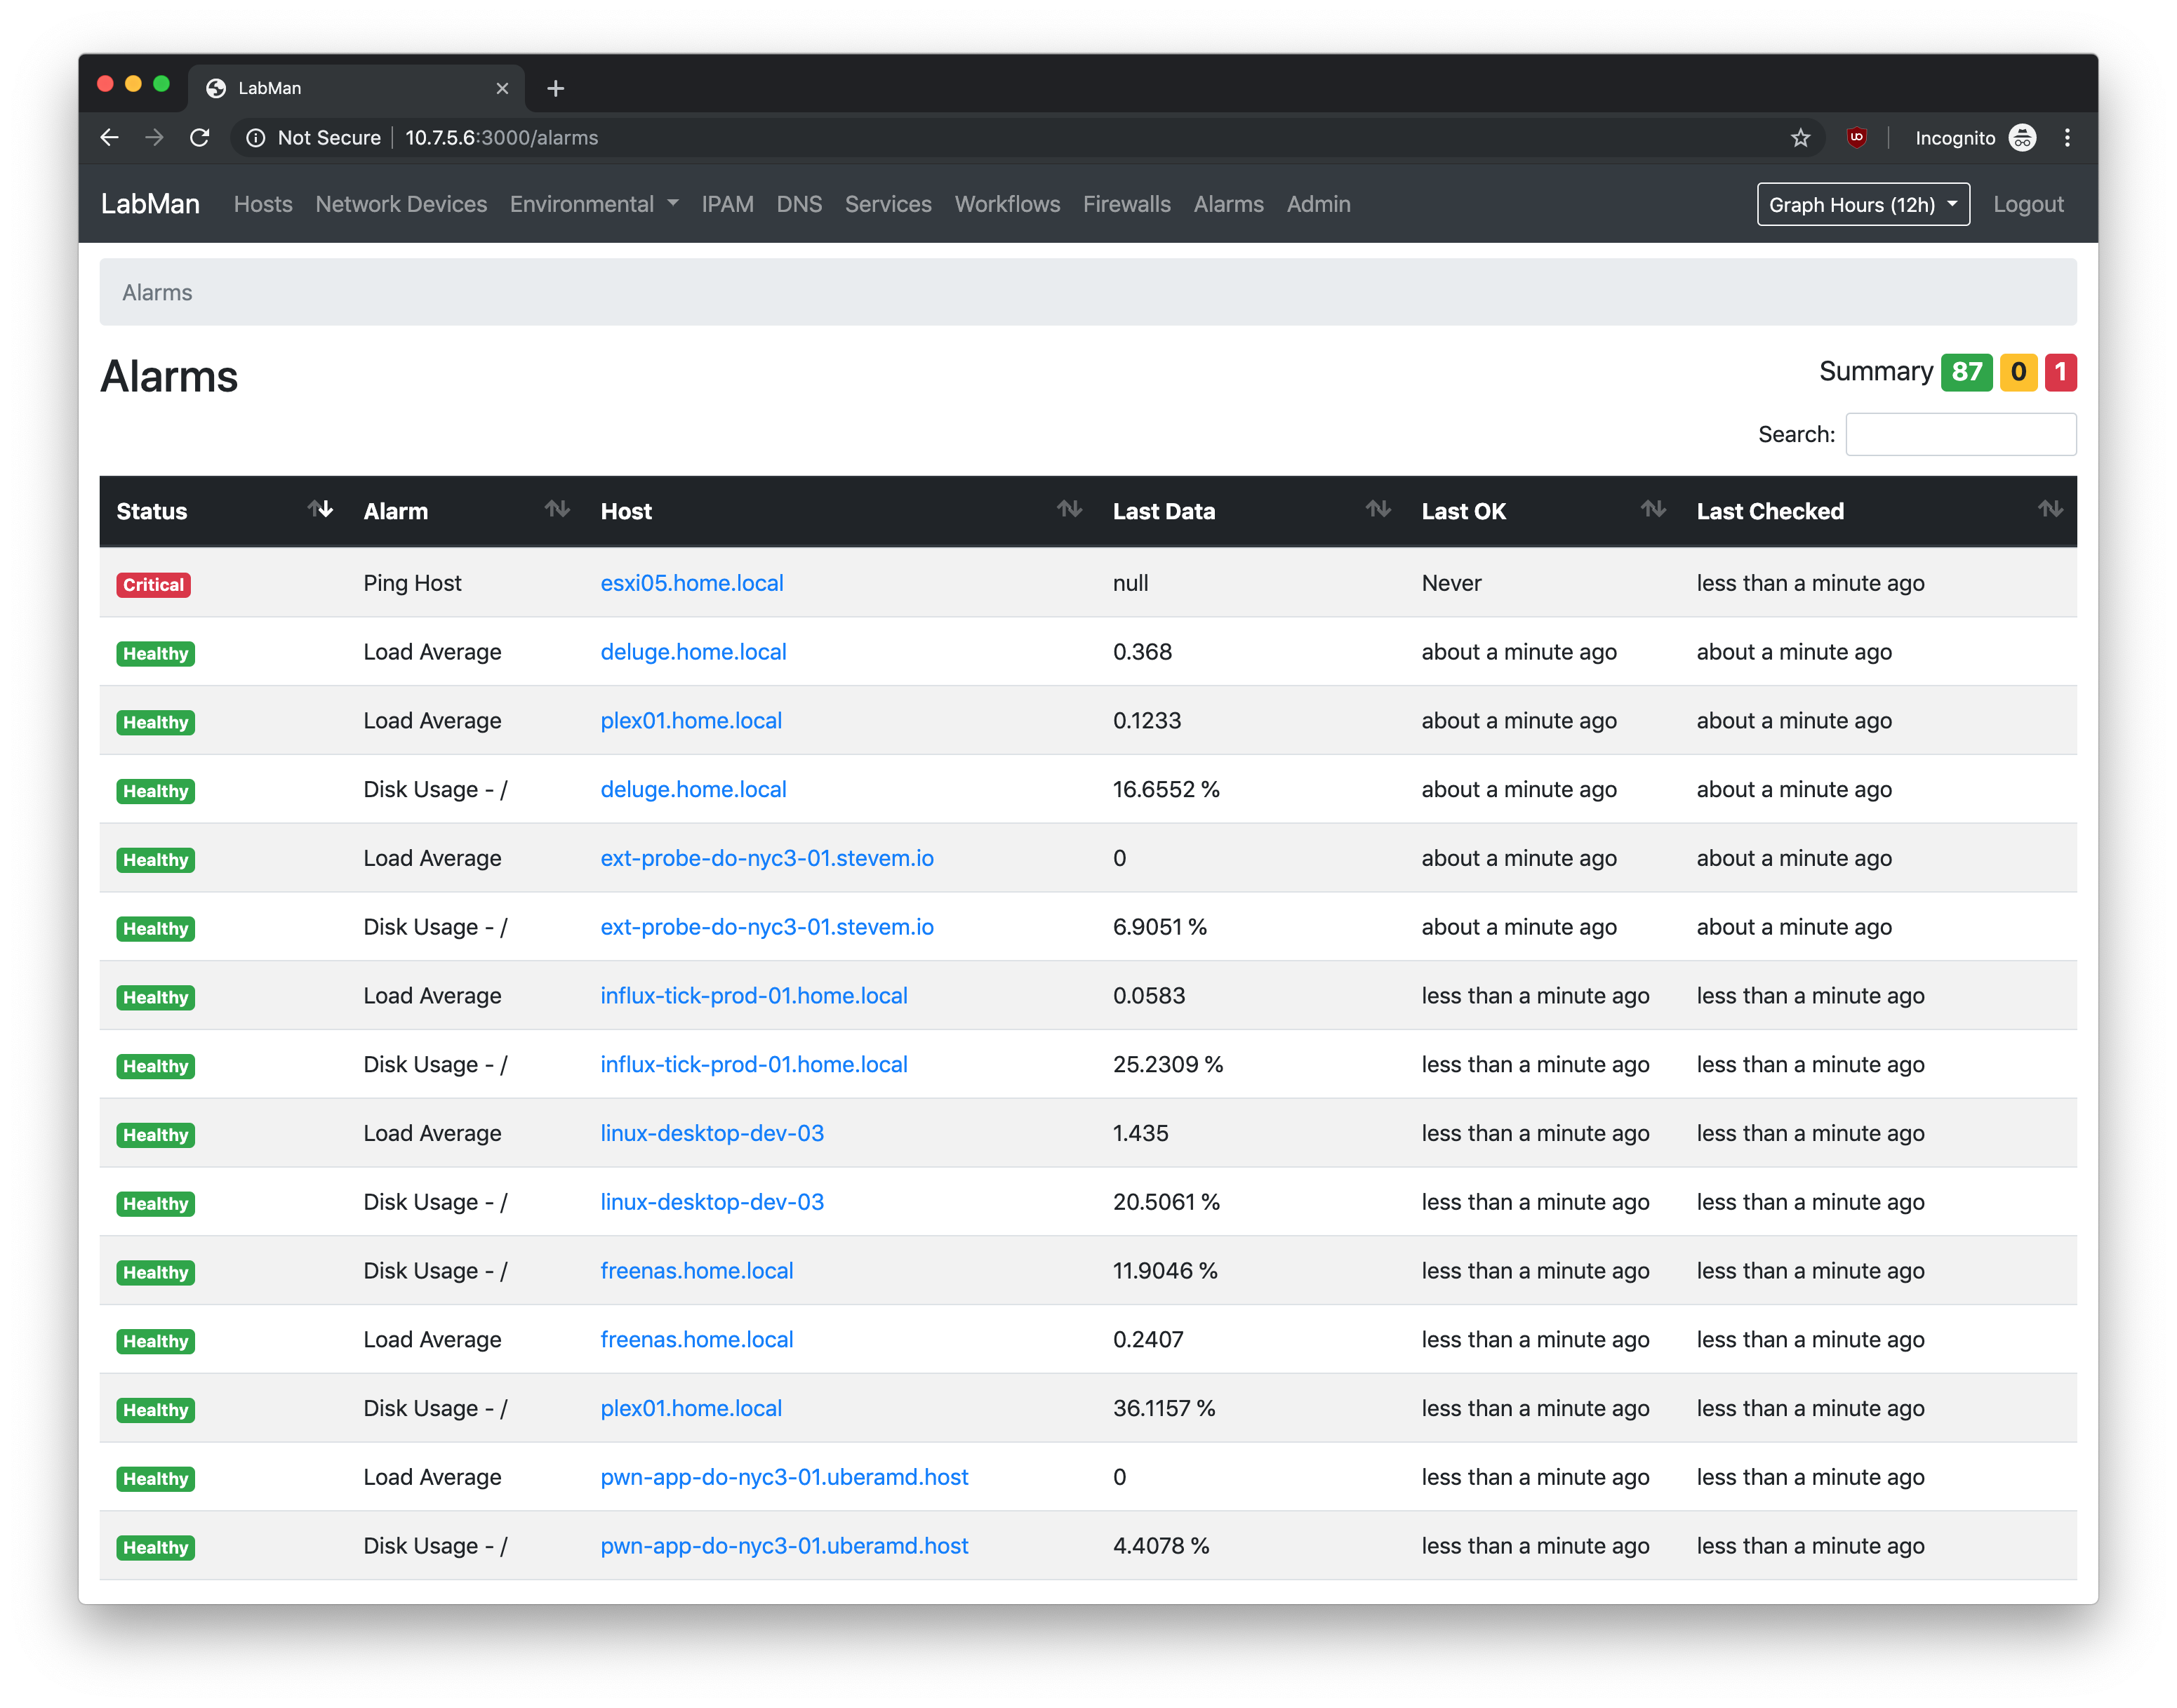 LabMan
Not Secure 10.7.5.6:3000/alarms Incognito
LabMan Hosts Network Devices Environmental IPAM DNS Services Workflows Firewalls Alarms Admin Graph Hours (12h) Logout
Alarms
Alarms Summary 87 0 1
Search:
Status Alarm Host Last Data Last OK Last Checked
Critical Ping Host esxi05.home.local null Never less than a minute ago
Healthy Load Average deluge.home.local 0.368 about a minute ago about a minute ago
Healthy Load Average plex01.home.local 0.1233 about a minute ago about a minute ago
Healthy Disk Usage - / deluge.home.local 16.6552 % about a minute ago about a minute ago
Healthy Load Average ext-probe-do-nyc3-01.stevem.io 0 about a minute ago about a minute ago
Healthy Disk Usage - / ext-probe-do-nyc3-01.stevem.io 6.9051 % about a minute ago about a minute ago
Healthy Load Average influx-tick-prod-01.home.local 0.0583 less than a minute ago less than a minute ago
Healthy Disk Usage - / influx-tick-prod-01.home.local 25.2309 % less than a minute ago less than a minute ago
Healthy Load Average linux-desktop-dev-03 1.435 less than a minute ago less than a minute ago
Healthy Disk Usage - / linux-desktop-dev-03 20.5061 % less than a minute ago less than a minute ago
Healthy Disk Usage - / freenas.home.local 11.9046 % less than a minute ago less than a minute ago
Healthy Load Average freenas.home.local 0.2407 less than a minute ago less than a minute ago
Healthy Disk Usage - / plex01.home.local 36.1157 % less than a minute ago less than a minute ago
Healthy Load Average pwn-app-do-nyc3-01.uberamd.host 0 less than a minute ago less than a minute ago
Healthy Disk Usage - / pwn-app-do-nyc3-01.uberamd.host 4.4078 % less than a minute ago less than a minute ago